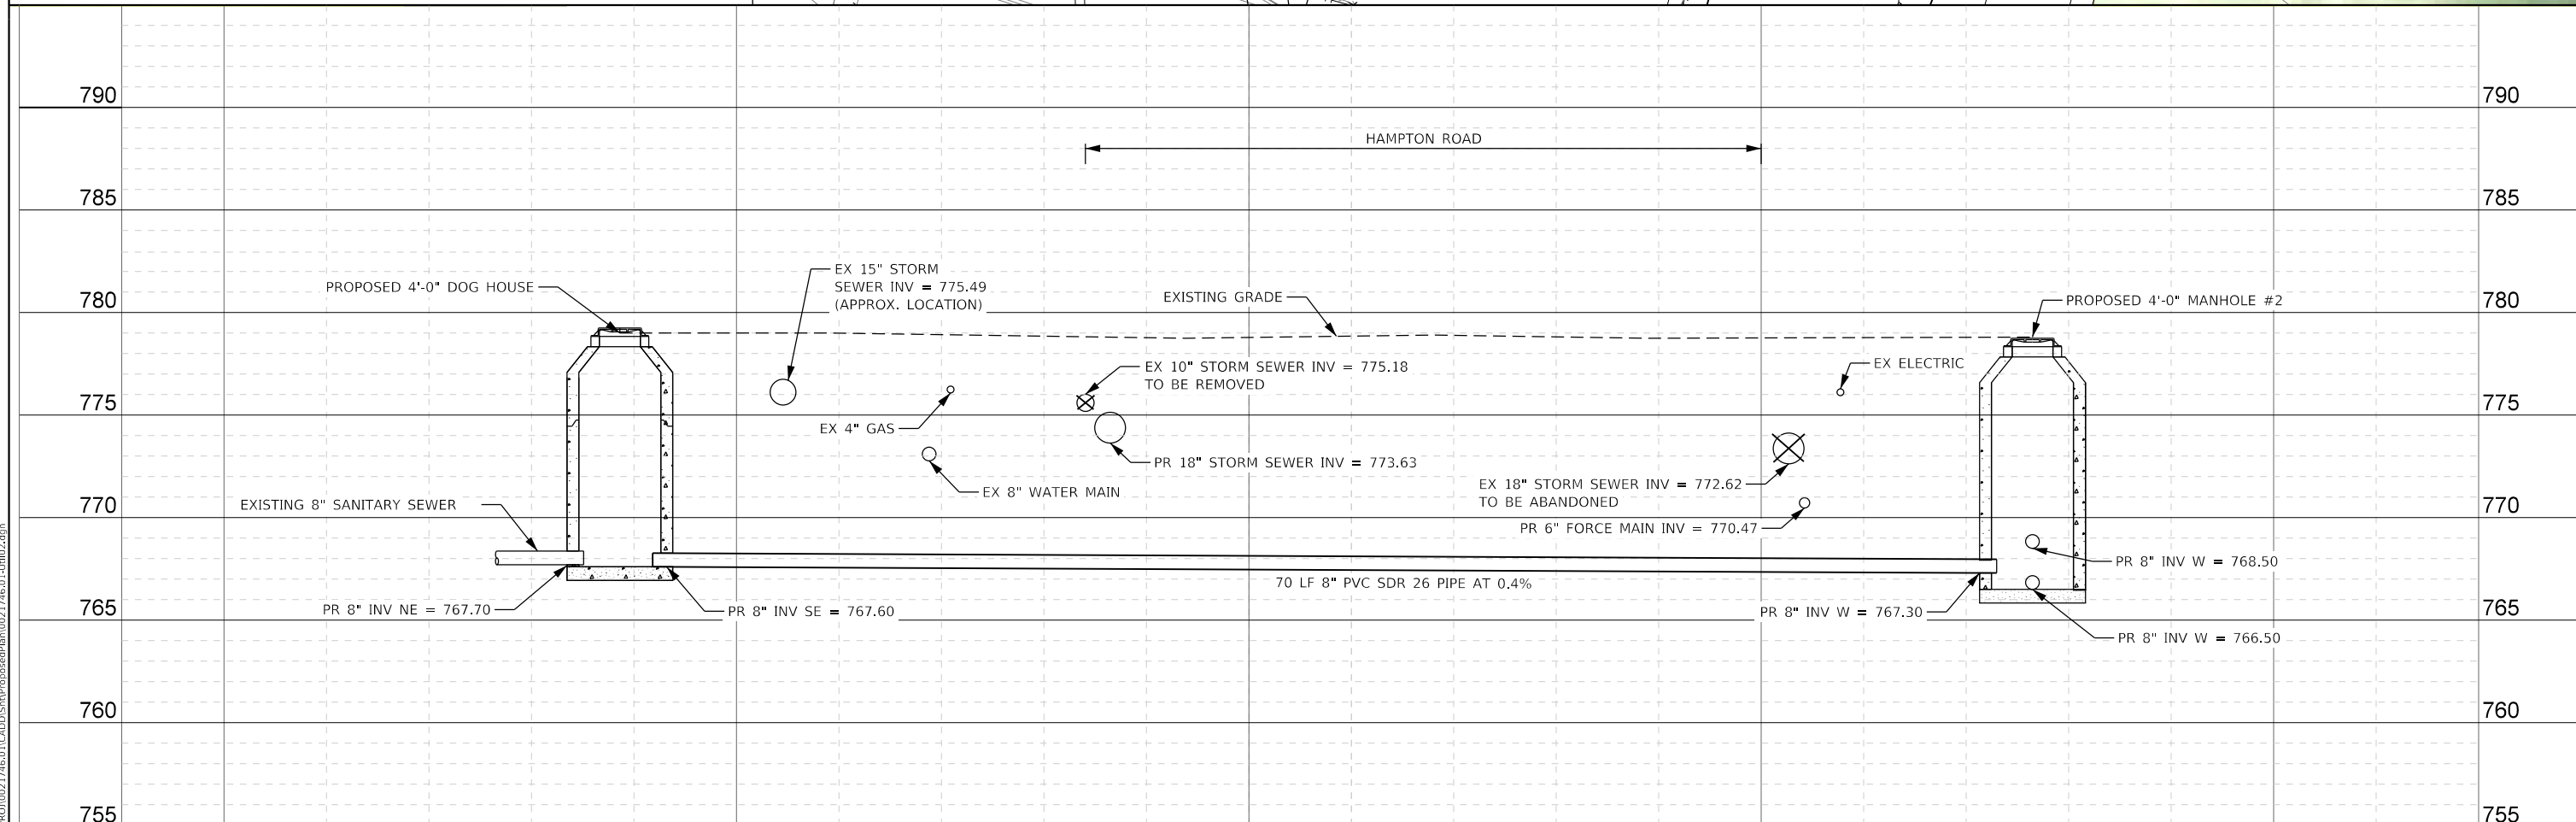 790 790
HAMPTON ROAD
785 785
EX 15" STORM
SEWER INV = 775.49
(APPROX. LOCATION)
PROPOSED 4'-0" DOG HOUSE
780 780
EXISTING GRADE
PROPOSED 4'-0" MANHOLE #2
EX 10" STORM SEWER INV = 775.18
TO BE REMOVED
EX ELECTRIC
775 775
EX 4" GAS
PR 18" STORM SEWER INV = 773.63
EX 8" WATER MAIN
EX 18" STORM SEWER INV = 772.62
TO BE ABANDONED
EXISTING 8" SANITARY SEWER
770 770
PR 6" FORCE MAIN INV = 770.47
PR 8" INV W = 768.50
70 LF 8" PVC SDR 26 PIPE AT 0.4%
PR 8" INV NE = 767.70
PR 8" INV SE = 767.60
PR 8" INV W = 767.30
765 765
PR 8" INV W = 766.50
760 760
755 755